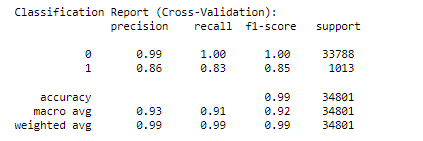 Classification Report (Cross-Validation):
precision recall f1-score support
0 0.99 1.00 1.00 33788
1 0.86 0.83 0.85 1013
accuracy 0.99 34801
macro avg 0.93 0.91 0.92 34801
weighted avg 0.99 0.99 0.99 34801